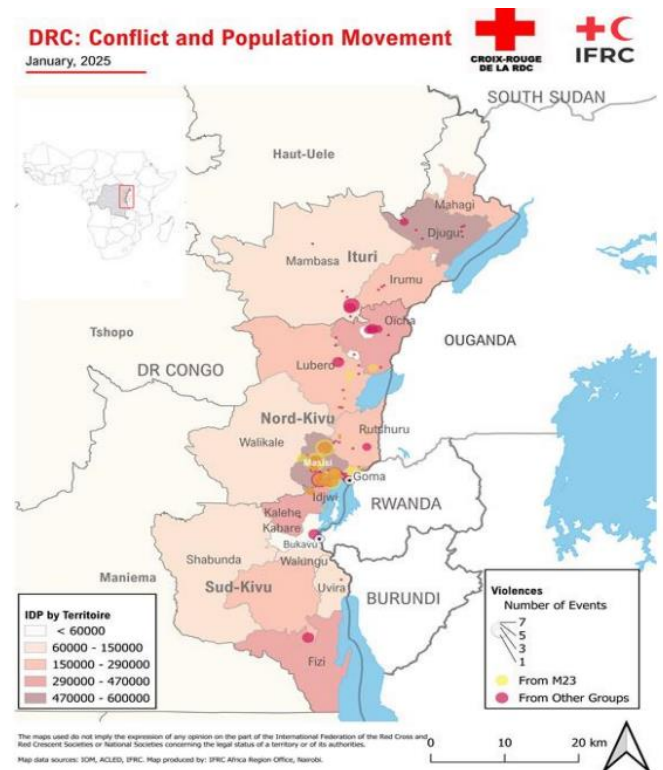 DRC: Conflict and Population Movement
January, 2025
CROIX-ROUGE
DE LA RDC
IFRC
SOUTH SUDAN
Haut-Uele
Mahagi
Djugu
Ituri
Mambasa
Irumu
Oïcha
Tshopo
OUGANDA
DR CONGO
Lubero
Nord-Kivu
Walikale
Rutshuru
Masisi
Goma
Idjwi
RWANDA
Kalehe
Kabare
Bukavu
Shabunda
Walungu
Maniema
Sud-Kivu
Uvira
BURUNDI
Fizi
IDP by Territoire
< 60000
60000 - 150000
150000 - 290000
290000 - 470000
470000 - 600000
Violences
Number of Events
7
5
3
1
From M23
From Other Groups
The maps used do not imply the expression of any opinion on the part of the International Federation of the Red Cross and
Red Crescent Societies or National Societies concerning the legal status of a territory or of its authorities.
Map data sources: IOM, ACLED, IFRC. Map produced by: IFRC Africa Region Office, Nairobi.
0 10 20 km